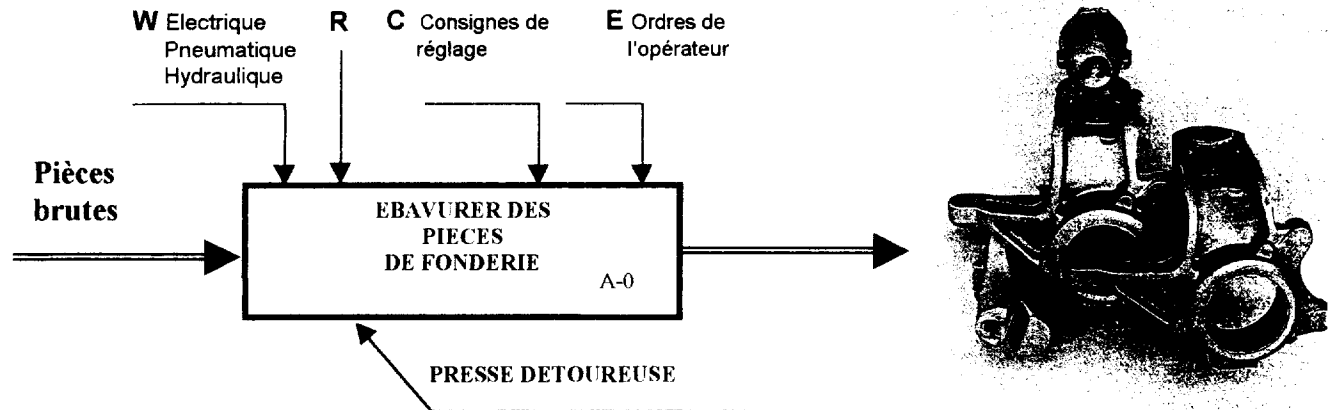 W Electrique
Pneumatique
Hydraulique
R
C Consignes de
réglage
E Ordres de
l'opérateur
Pièces
brutes
EBAVURER DES
PIECES
DE FONDERIE
A-0
PRESSE DETOUREUSE